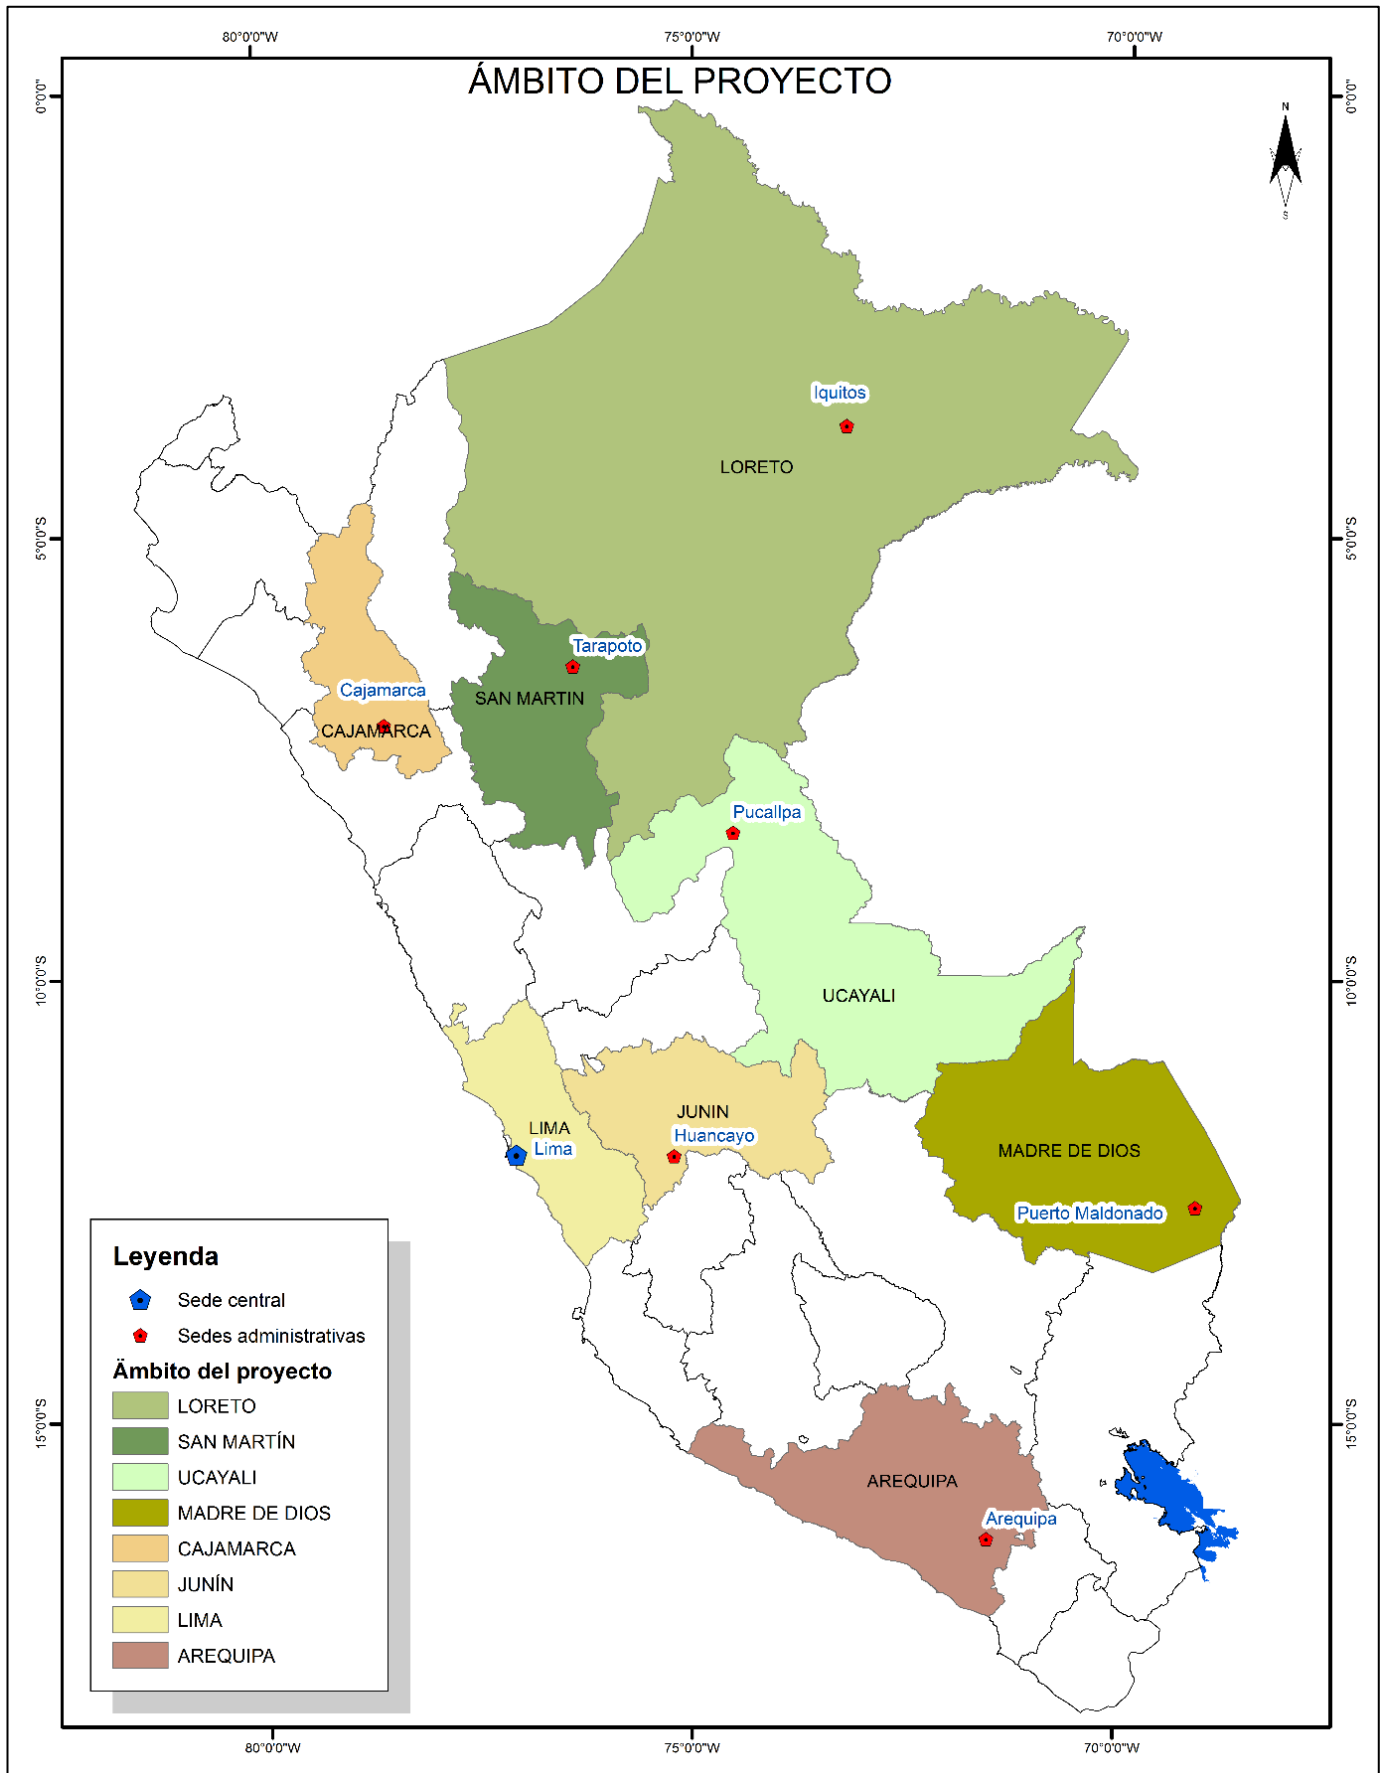 80°0'0"W
75°0'0"W
70°0'0"W
ÁMBITO DEL PROYECTO
0°0'0"
0°0'0"
N
S
Iquitos
LORETO
5°0'0"S
5°0'0"S
Tarapoto
SAN MARTIN
Cajamarca
CAJAMARCA
Pucallpa
10°0'0"S
10°0'0"S
UCAYALI
JUNIN
LIMA
Huancayo
Lima
MADRE DE DIOS
Puerto Maldonado
Leyenda
Sede central
Sedes administrativas
Ámbito del proyecto
LORETO
SAN MARTÍN
UCAYALI
MADRE DE DIOS
CAJAMARCA
JUNÍN
LIMA
AREQUIPA
15°0'0"S
15°0'0"S
AREQUIPA
Arequipa
80°0'0"W
75°0'0"W
70°0'0"W